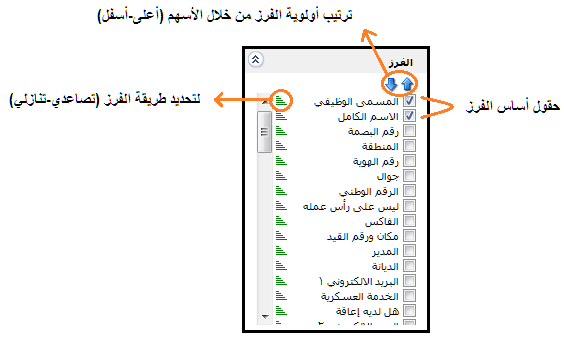 ترتيب أولوية الفرز من خلال الأسهم (أعلى-أسفل)
الفرز
لتحديد طريقة الفرز (تصاعدي-تنازلي)
حقول أساس الفرز
المسمى الوظيفي
الاسم الكامل
رقم البصمة
المنطقة
رقم الهوية
جوال
الرقم الوطني
ليس على رأس عمله
الفاكس
مكان ورقم القيد
المدير
الديانة
البريد الالكتروني ١
الخدمة العسكرية
هل لديه إعاقة